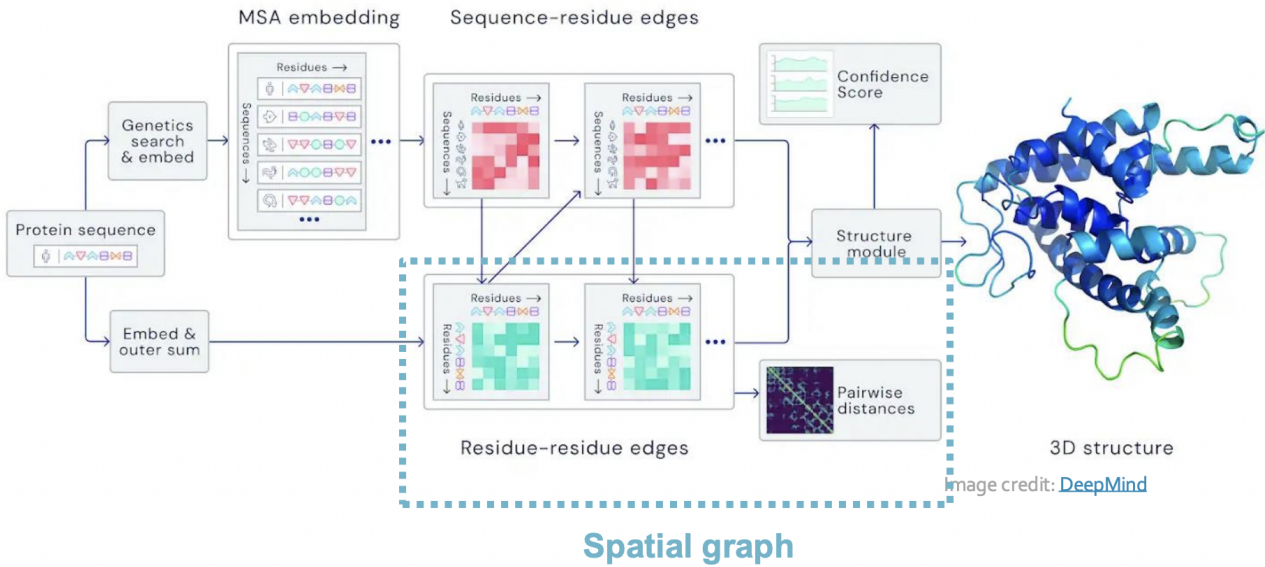 MSA embedding
Sequence-residue edges
Residues →
Sequences →
Genetics
search
& embed
Protein sequence
Embed &
outer sum
Residues →
Sequences →
Residues →
Sequences →
Confidence
Score
Structure
module
Residues →
Residues →
Residues →
Residues →
Pairwise
distances
Residue-residue edges
3D structure
Image credit: DeepMind
Spatial graph